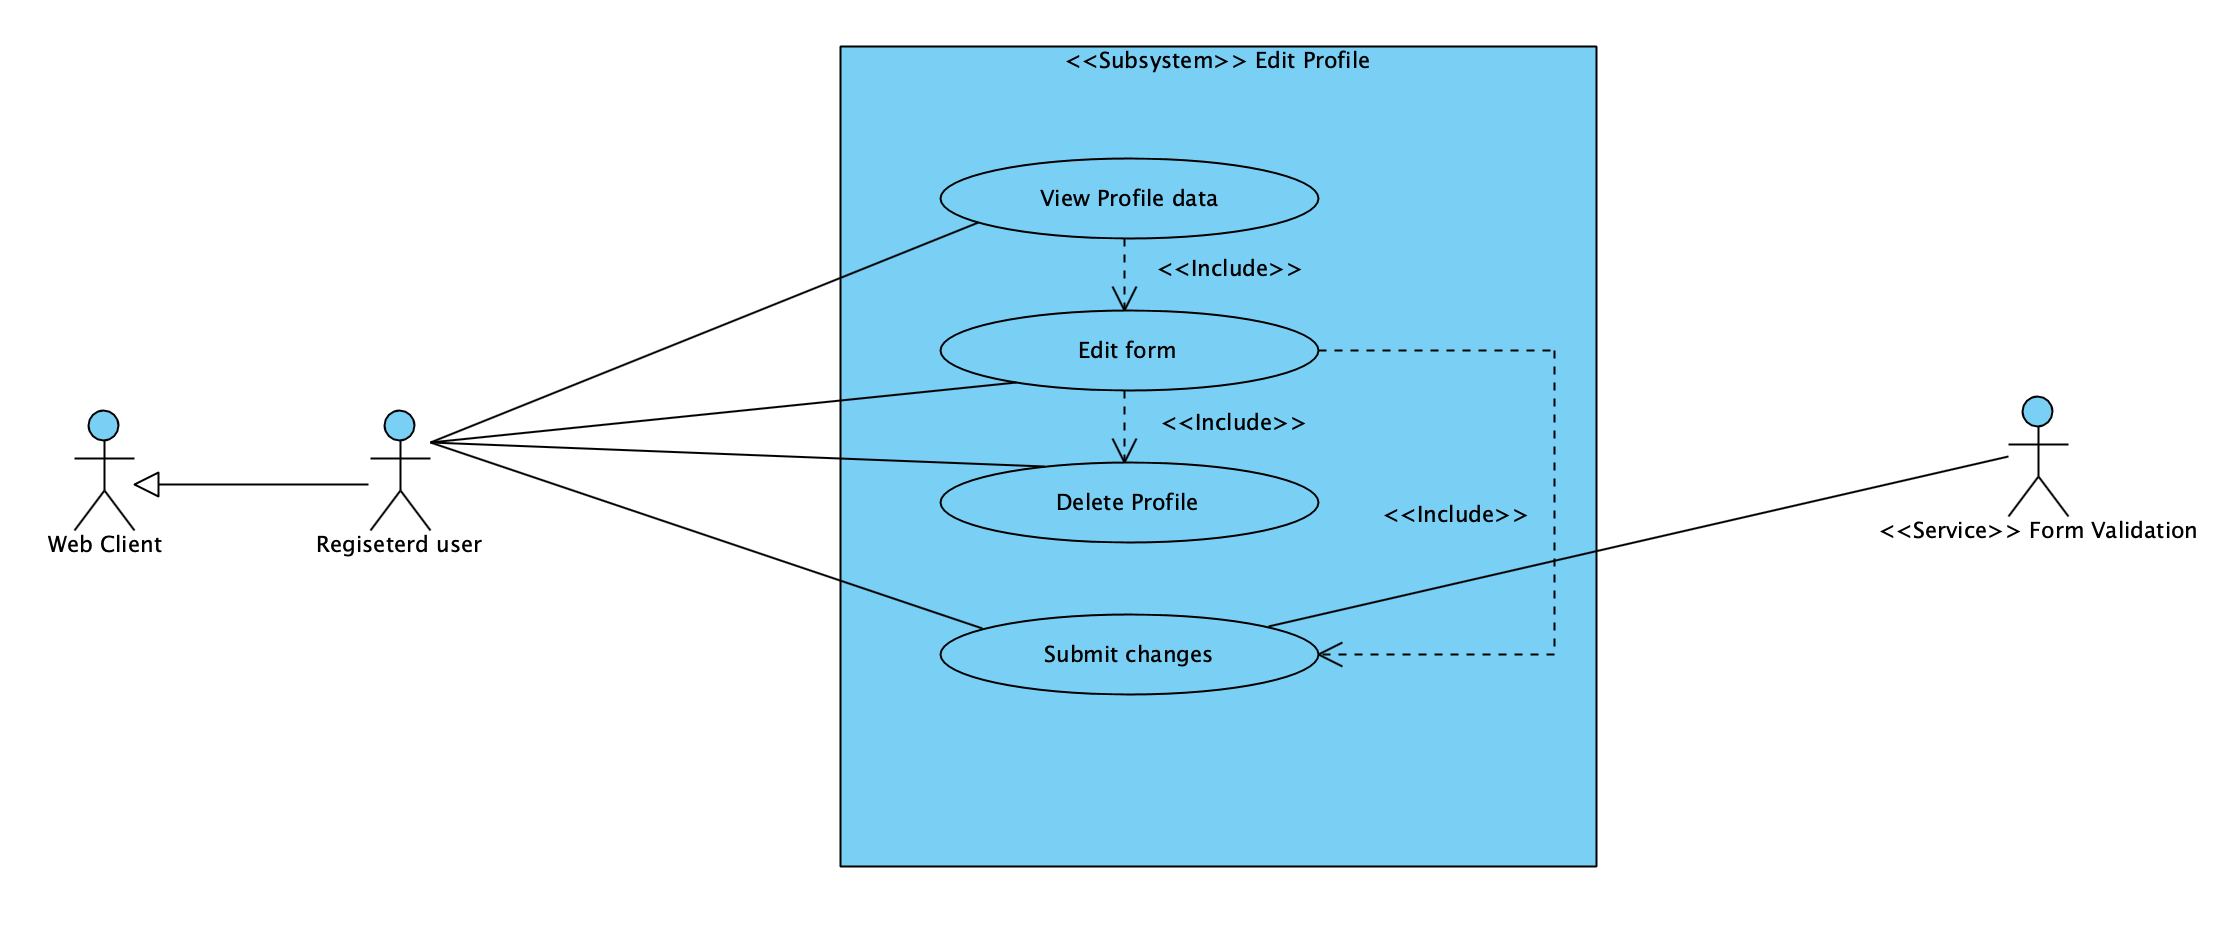 <<Subsystem>> Edit Profile
View Profile data
<<Include>>
Edit form
<<Include>>
Delete Profile
<<Include>>
Web Client
Regiseterd user
<<Service>> Form Validation
Submit changes